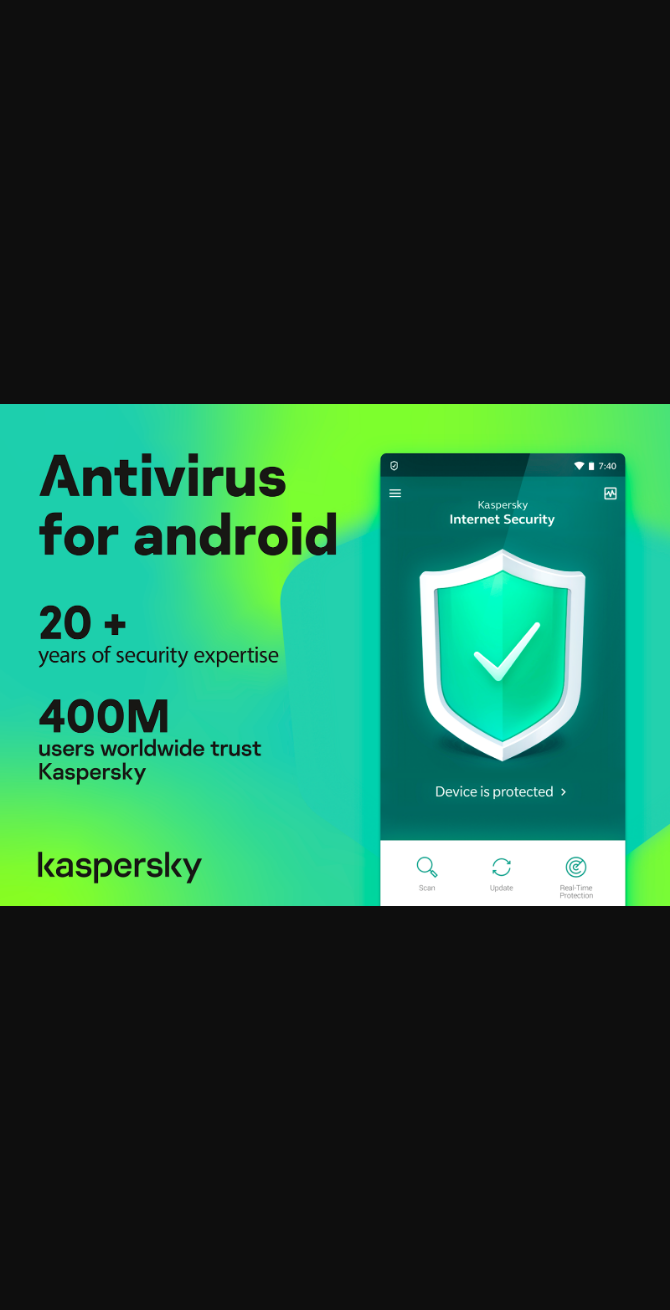 Antivirus
for android
20 +
years of security expertise
400M
users worldwide trust
Kaspersky
kaspersky
7:40
Kaspersky
Internet Security
Device is protected
Scan
Update
Real-Time
Protection